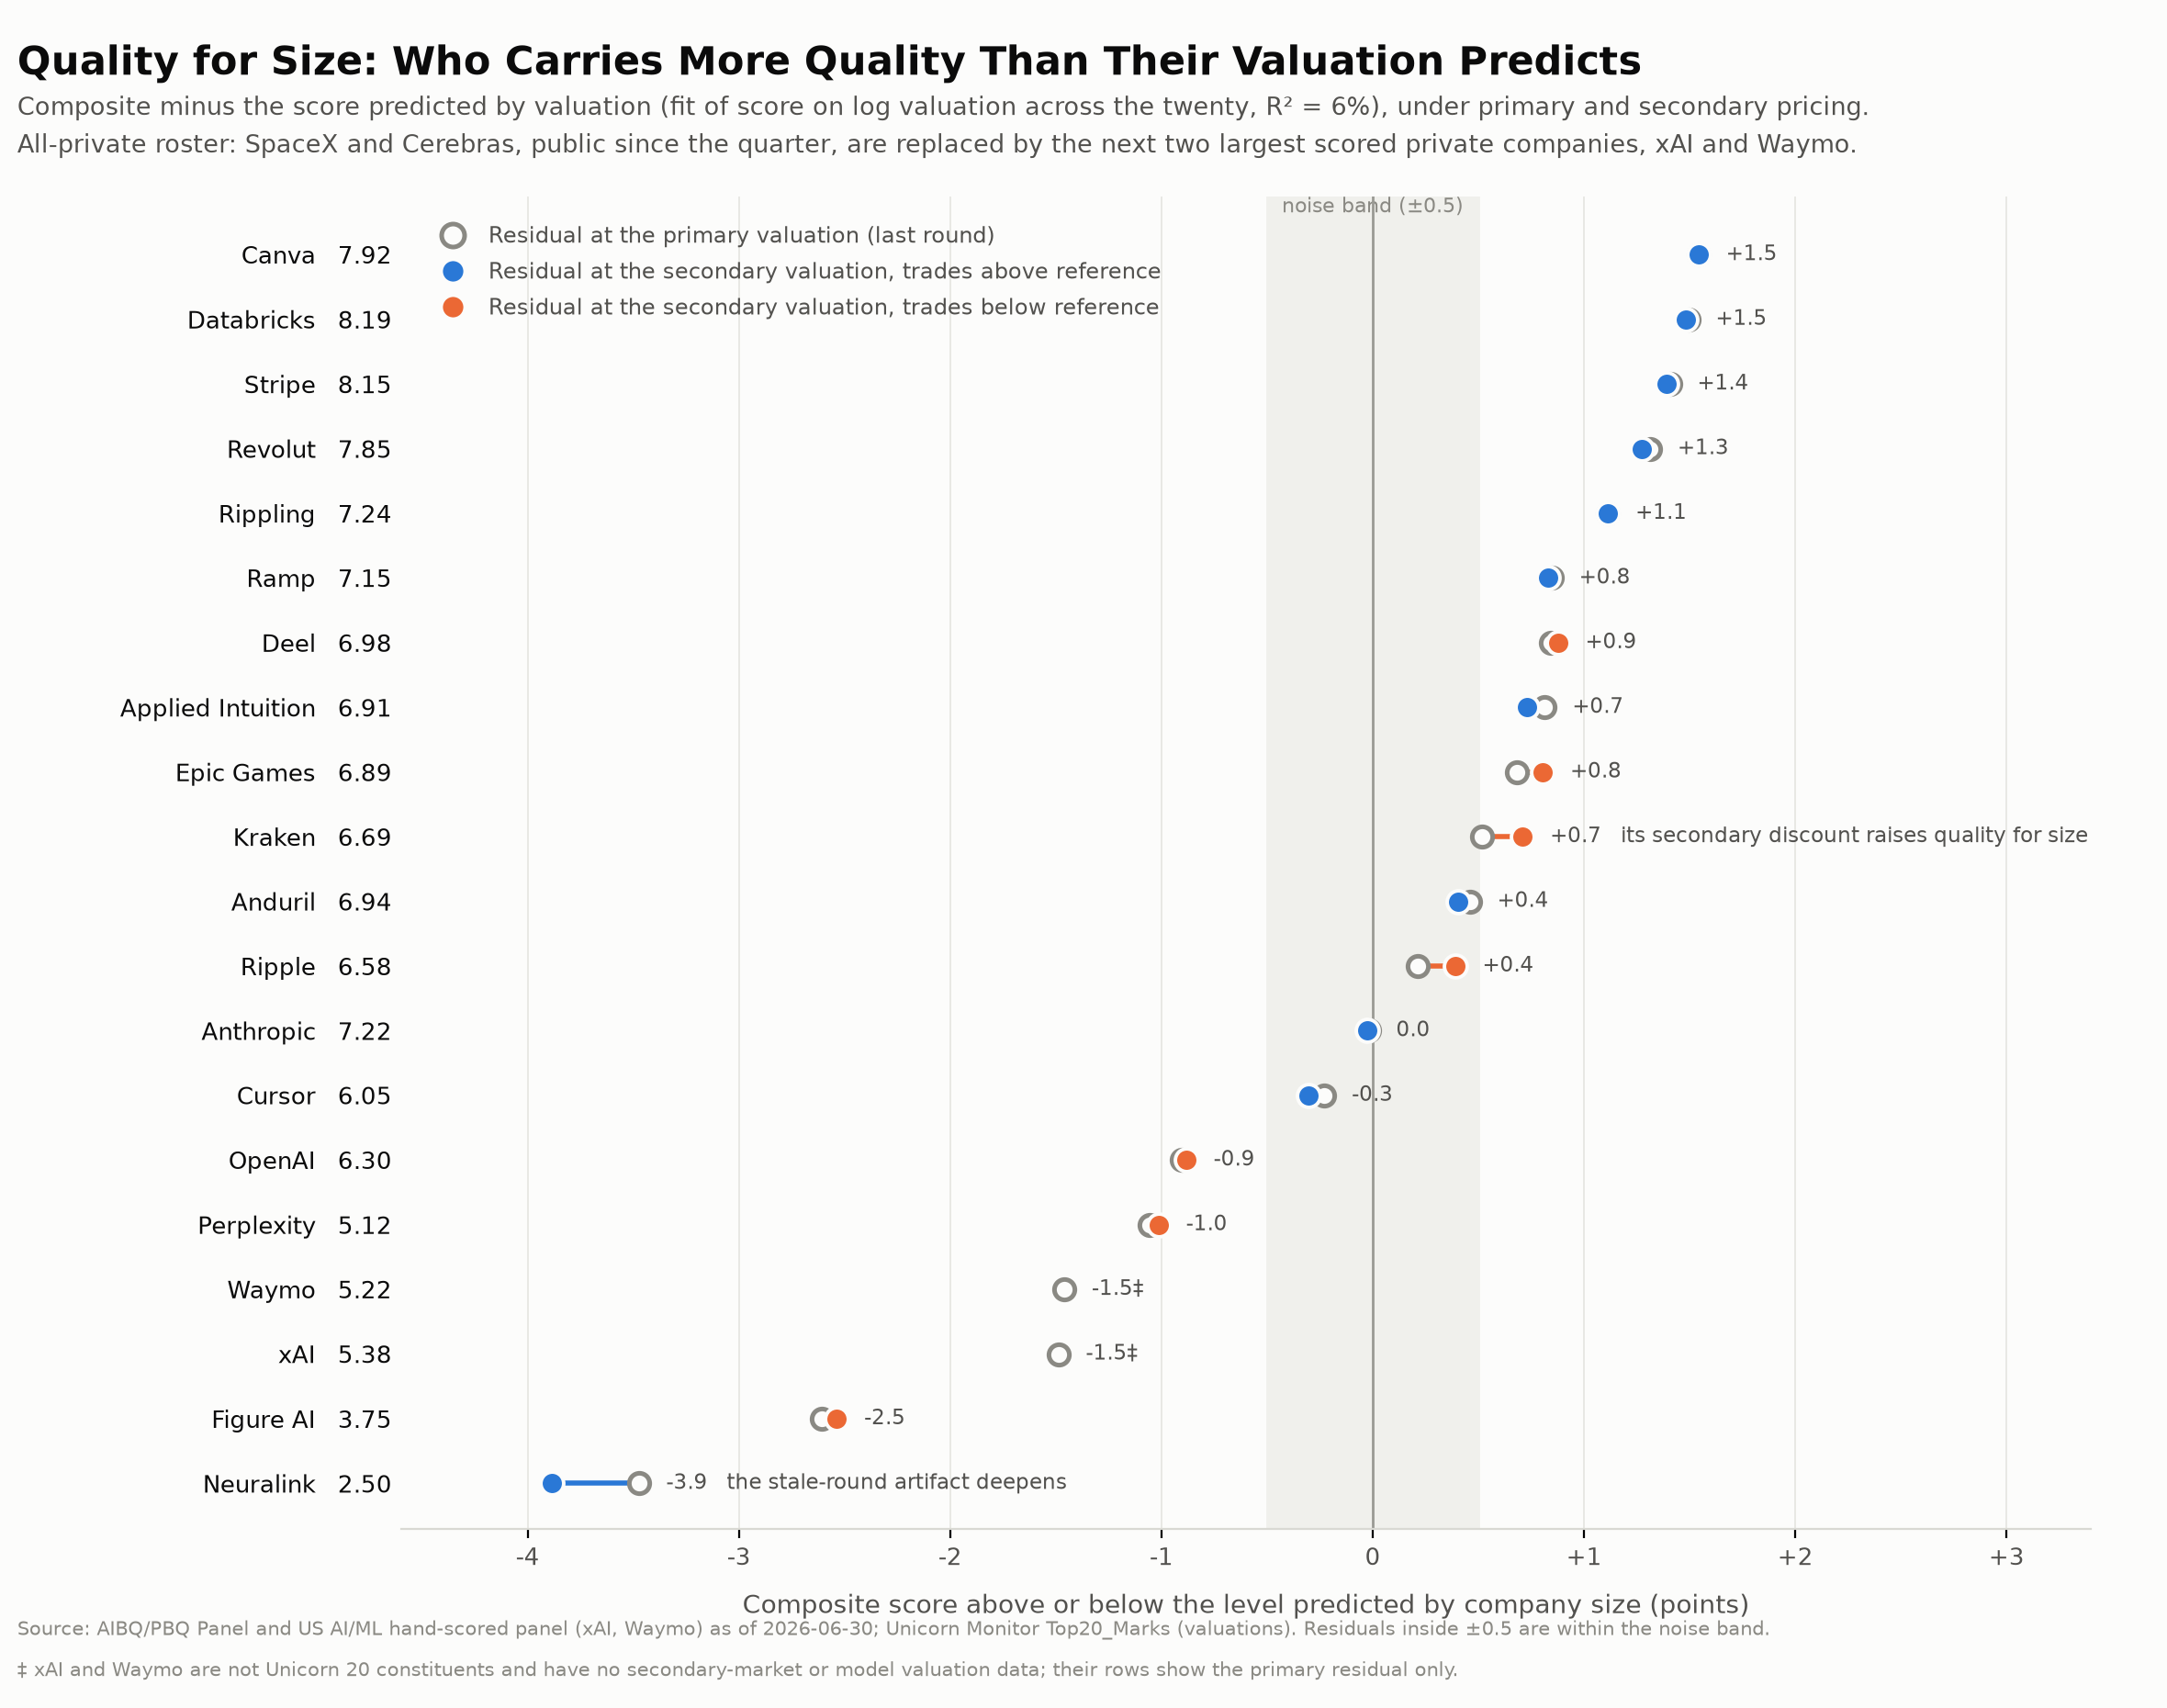 Quality for Size: Who Carries More Quality Than Their Valuation Predicts
Composite minus the score predicted by valuation (fit of score on log valuation across the twenty, R² = 6%), under primary and secondary pricing.
All-private roster: SpaceX and Cerebras, public since the quarter, are replaced by the next two largest scored private companies, xAI and Waymo.
noise band (±0.5)
Residual at the primary valuation (last round)
Residual at the secondary valuation, trades above reference
Residual at the secondary valuation, trades below reference
Canva 7.92 +1.5
Databricks 8.19 +1.5
Stripe 8.15 +1.4
Revolut 7.85 +1.3
Rippling 7.24 +1.1
Ramp 7.15 +0.8
Deel 6.98 +0.9
Applied Intuition 6.91 +0.7
Epic Games 6.89 +0.8
Kraken 6.69 +0.7 its secondary discount raises quality for size
Anduril 6.94 +0.4
Ripple 6.58 +0.4
Anthropic 7.22 0.0
Cursor 6.05 -0.3
OpenAI 6.30 -0.9
Perplexity 5.12 -1.0
Waymo 5.22 -1.5‡
xAI 5.38 -1.5‡
Figure AI 3.75 -2.5
Neuralink 2.50 -3.9 the stale-round artifact deepens
-4 -3 -2 -1 0 +1 +2 +3
Composite score above or below the level predicted by company size (points)
Source: AIBQ/PBQ Panel and US AI/ML hand-scored panel (xAI, Waymo) as of 2026-06-30; Unicorn Monitor Top20_Marks (valuations). Residuals inside ±0.5 are within the noise band.
‡ xAI and Waymo are not Unicorn 20 constituents and have no secondary-market or model valuation data; their rows show the primary residual only.